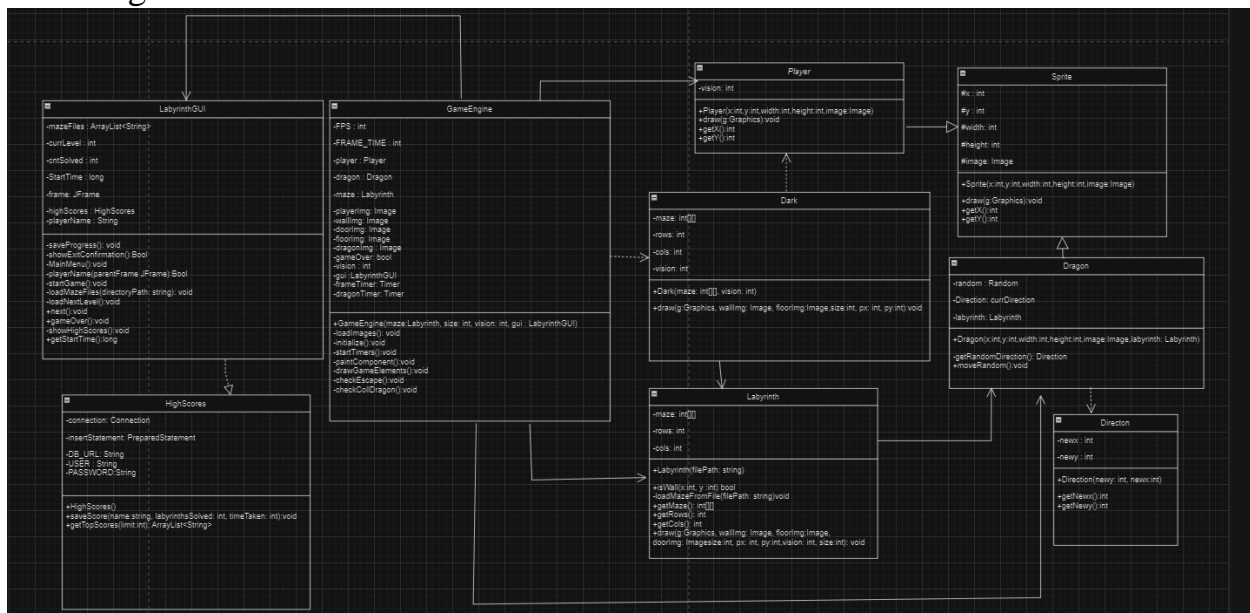 LabyrinthGUI
-mazeFiles : ArrayList<String>
-currLevel : int
-cntSolved : int
-StartTime : long
-frame: JFrame
-highScores : HighScores
-playerName : String
-saveProgress(): void
-showExitConfirmation():Bool
-MainMenu():void
-playerName(parentFrame JFrame):Bool
-startGame():void
-loadMazeFiles(directoryPath: string): void
-loadNextLevel():void
+next():void
+gameOver():void
-showHighScores():void
+getStartTime():long
HighScores
-connection: Connection
-insertStatement: PreparedStatement
-DB_URL: String
-USER : String
-PASSWORD:String
+HighScores()
+saveScore(name:string, labyrinthsSolved: int, timeTaken: int):void
+getTopScores(limit:int), ArrayList<String>
GameEngine
-FPS : int
-FRAME_TIME : int
-player : Player
-dragon : Dragon
-maze : Labyrinth
-playerImg: Image
-wallImg: Image
-doorImg: Image
-floorImg: Image
-dragonImg : Image
-gameOver: bool
-vision : int
-gui :LabyrinthGUI
-frameTimer: Timer
-dragonTimer: Timer
+GameEngine(maze:Labyrinth, size: int, vision: int, gui : LabyrinthGUI)
-loadImages(): void
-initialize(): void
-startTimers():void
-paintComponent():void
-drawGameElements():void
-checkEscape():void
-checkCollDragon():void
Player
-vision: int
+Player(x:int,y:int,width:int,height:int,image:Image)
+draw(g:Graphics):void
+getX():int
+getY():int
Dark
-maze: int[][]
-rows: int
-cols: int
-vision: int
+Dark(maze: int[][], vision: int)
+draw(g:Graphics, wallImg: Image, floorImg:Image,size:int, px: int, py:int):void
Labyrinth
-maze: int[][]
-rows: int
-cols: int
+Labyrinth(filePath: string)
+isWall(x:int, y :int) bool
-loadMazeFromFile(filePath: string)void
+getMaze(): int[][]
+getRows(): int
+getCols(): int
+draw(g:Graphics, wallImg: Image, floorImg:Image,
doorImg: Imagesize:int, px: int, py:int,vision: int, size:int): void
Sprite
#x : int
#y : int
#width: int
#height: int
#image: Image
+Sprite(x:int,y:int,width:int,height:int,image:Image)
+draw(g:Graphics):void
+getX():int
+getY():int
Dragon
-random : Random
-Direction: currDirection
-labyrinth: Labyrinth
+Dragon(x:int,y:int,width:int,height:int,image:Image,labyrinth: Labyrinth)
-getRandomDirection(): Direction
+moveRandom():void
Directon
-newx : int
-newy : int
+Direction(newy: int, newx:int)
+getNewx():int
+getNewy():int